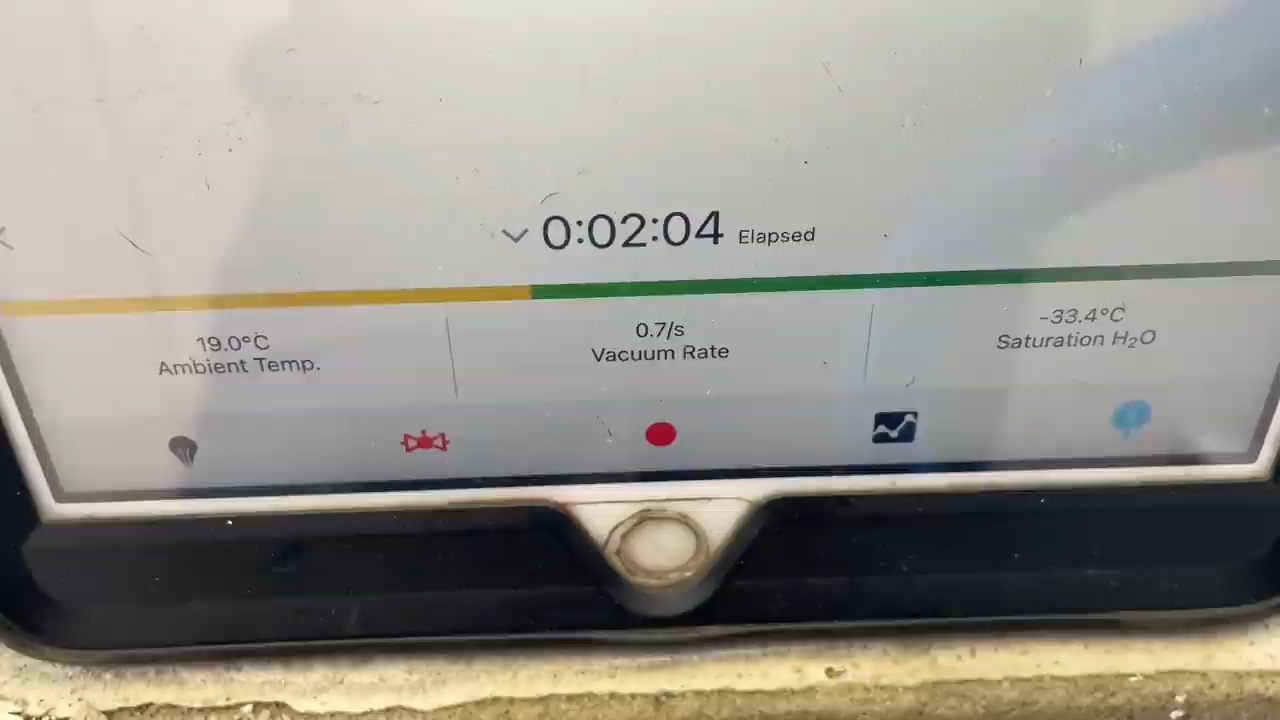 0:02:04 Elapsed
19.0°C
Ambient Temp.
0.7/s
Vacuum Rate
-33.4°C
Saturation H₂O